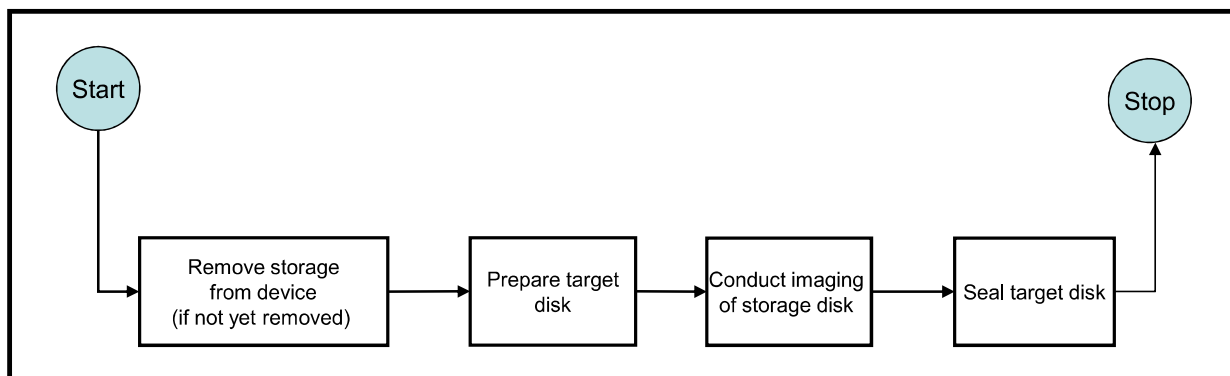 Start
Stop
Remove storage
from device
(if not yet removed)
Prepare target
disk
Conduct imaging
of storage disk
Seal target disk